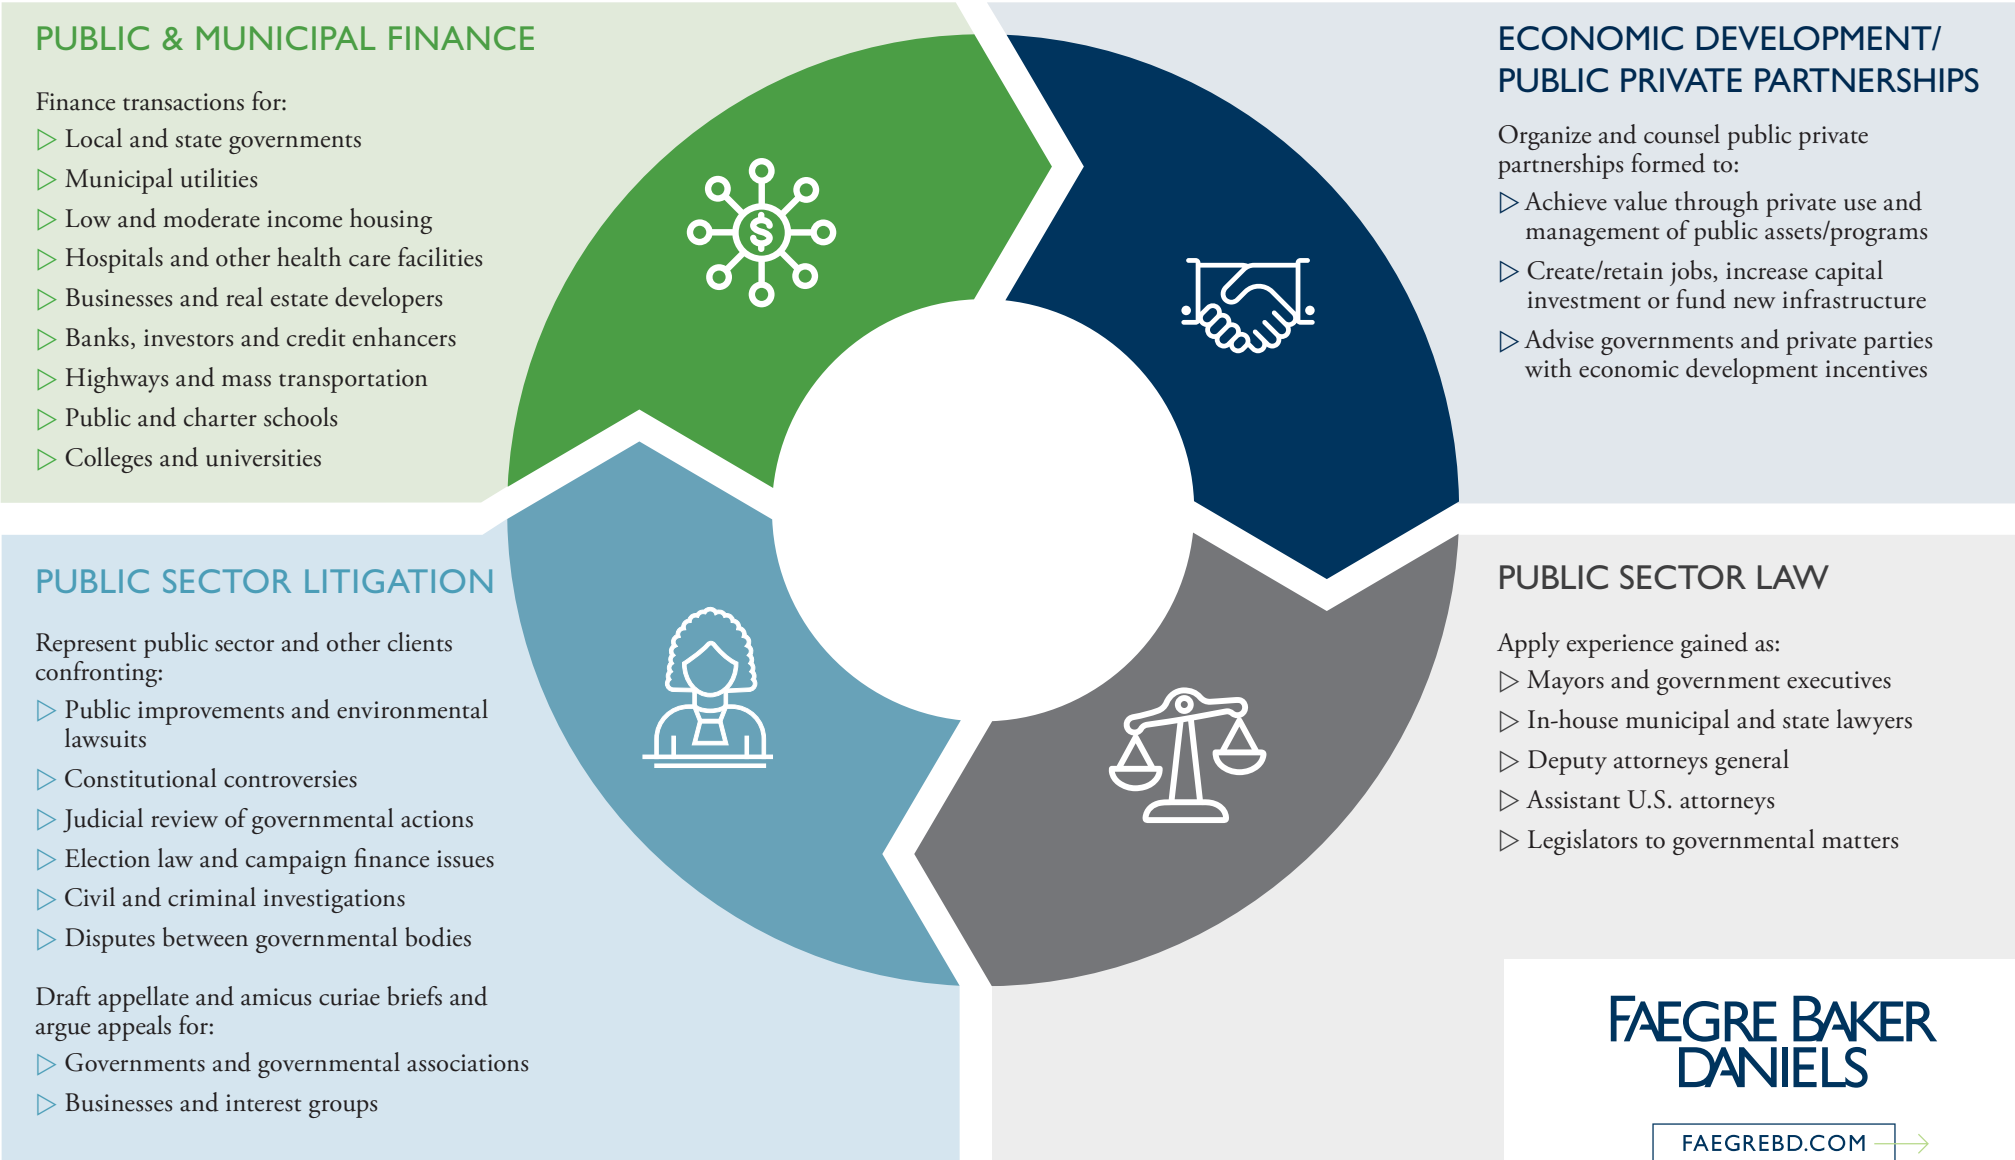 PUBLIC & MUNICIPAL FINANCE
Finance transactions for:
Local and state governments
Municipal utilities
Low and moderate income housing
Hospitals and other health care facilities
Businesses and real estate developers
Banks, investors and credit enhancers
Highways and mass transportation
Public and charter schools
Colleges and universities
$
ECONOMIC DEVELOPMENT/
PUBLIC PRIVATE PARTNERSHIPS
Organize and counsel public private
partnerships formed to:
Achieve value through private use and
management of public assets/programs
Create/retain jobs, increase capital
investment or fund new infrastructure
Advise governments and private parties
with economic development incentives
PUBLIC SECTOR LITIGATION
Represent public sector and other clients
confronting:
Public improvements and environmental
lawsuits
Constitutional controversies
Judicial review of governmental actions
Election law and campaign finance issues
Civil and criminal investigations
Disputes between governmental bodies
Draft appellate and amicus curiae briefs and
argue appeals for:
Governments and governmental associations
Businesses and interest groups
PUBLIC SECTOR LAW
Apply experience gained as:
Mayors and government executives
In-house municipal and state lawyers
Deputy attorneys general
Assistant U.S. attorneys
Legislators to governmental matters
FAEGRE BAKER
DANIELS
FAEGREBD.COM